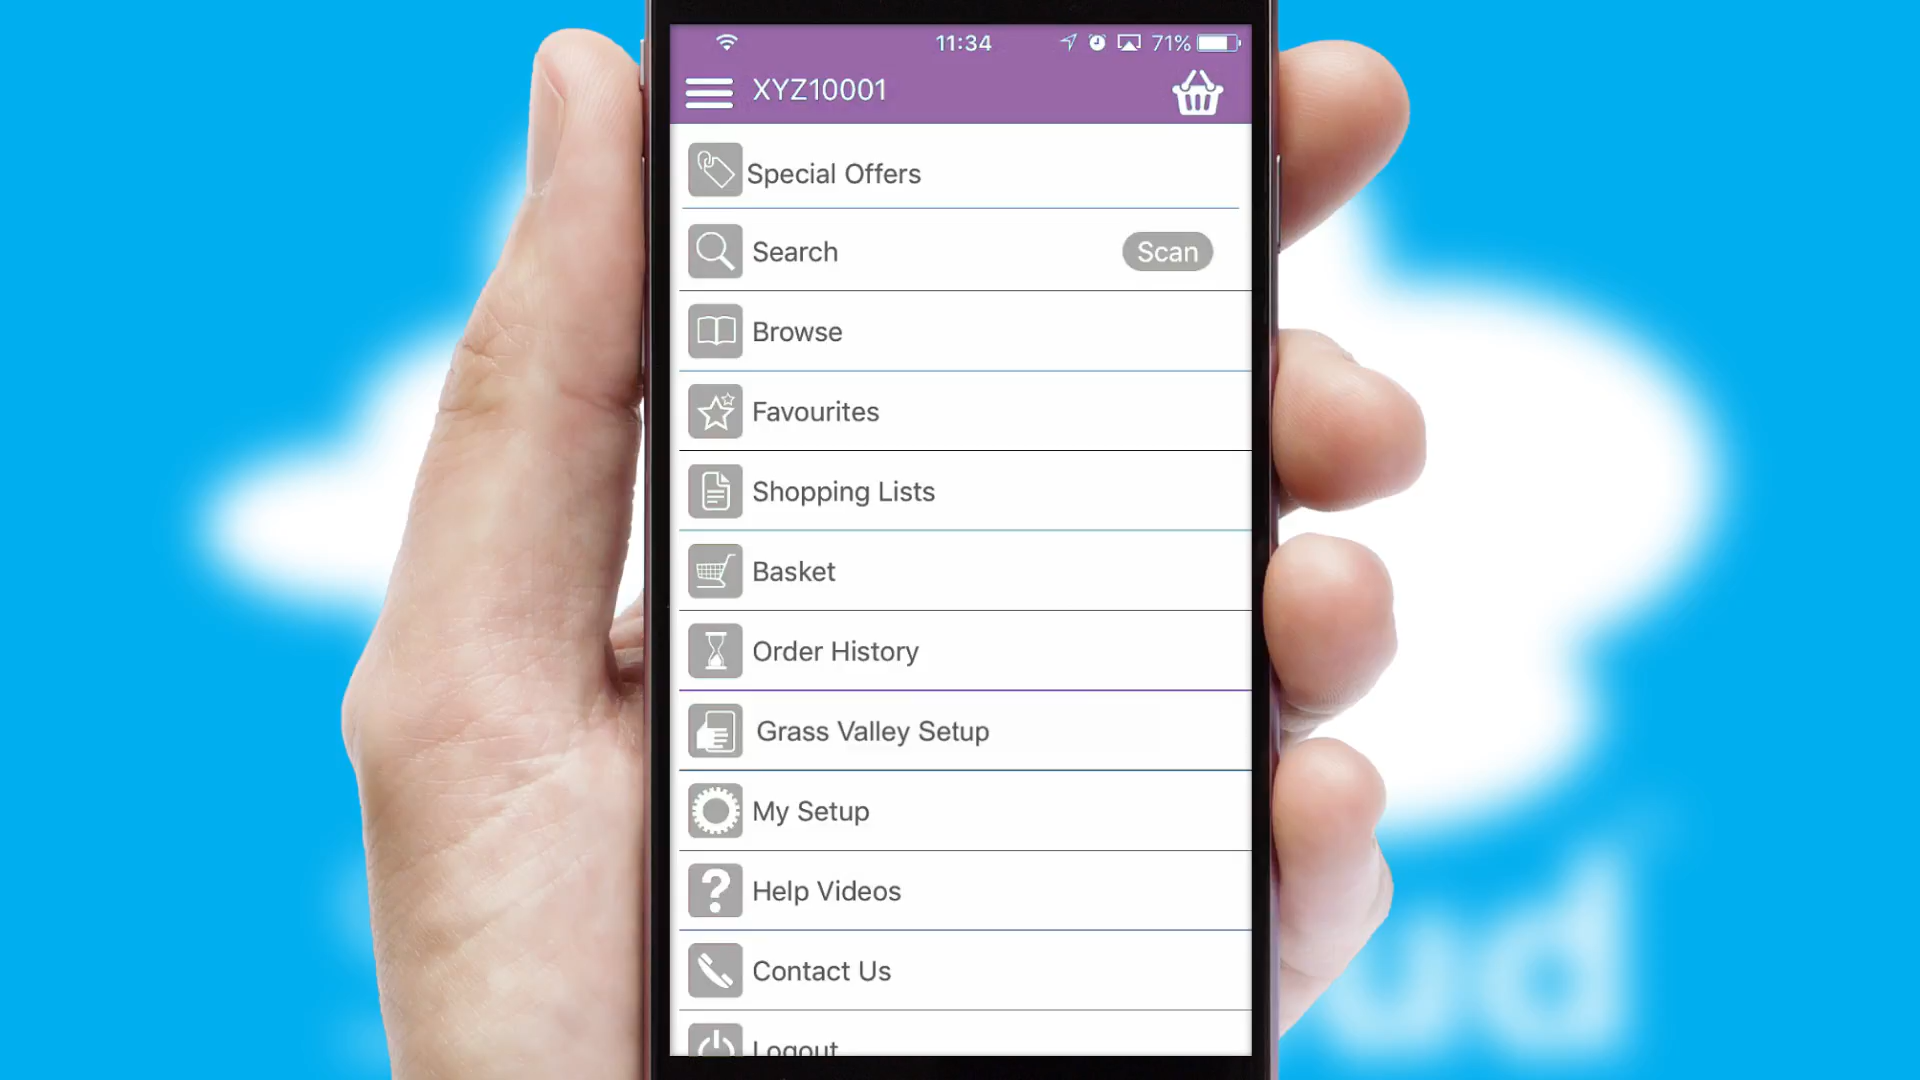 11:34
71%
XYZ10001
Special Offers
Search
Scan
Browse
Favourites
Shopping Lists
Basket
Order History
Grass Valley Setup
My Setup
Help Videos
Contact Us
Logout
ud